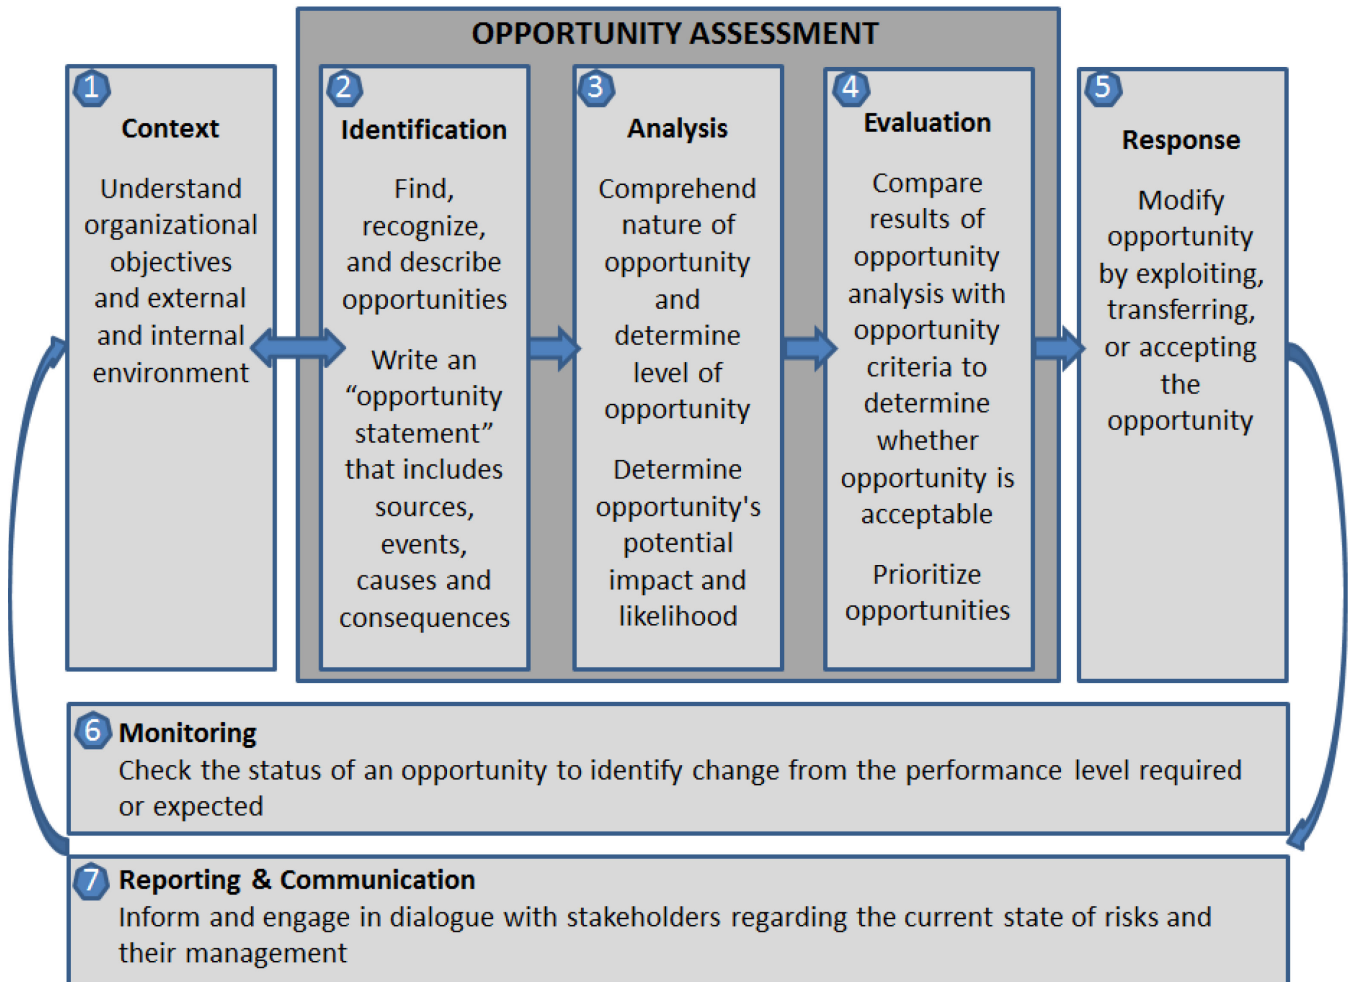 OPPORTUNITY ASSESSMENT
1
Context
Understand
organizational
objectives
and external
and internal
environment
2
Identification
Find,
recognize,
and describe
opportunities
Write an
“opportunity
statement”
that includes
sources,
events,
causes and
consequences
3
Analysis
Comprehend
nature of
opportunity
and
determine
level of
opportunity
Determine
opportunity's
potential
impact and
likelihood
4
Evaluation
Compare
results of
opportunity
analysis with
opportunity
criteria to
determine
whether
opportunity is
acceptable
Prioritize
opportunities
5
Response
Modify
opportunity
by exploiting,
transferring,
or accepting
the
opportunity
6 Monitoring
Check the status of an opportunity to identify change from the performance level required
or expected
7 Reporting & Communication
Inform and engage in dialogue with stakeholders regarding the current state of risks and
their management